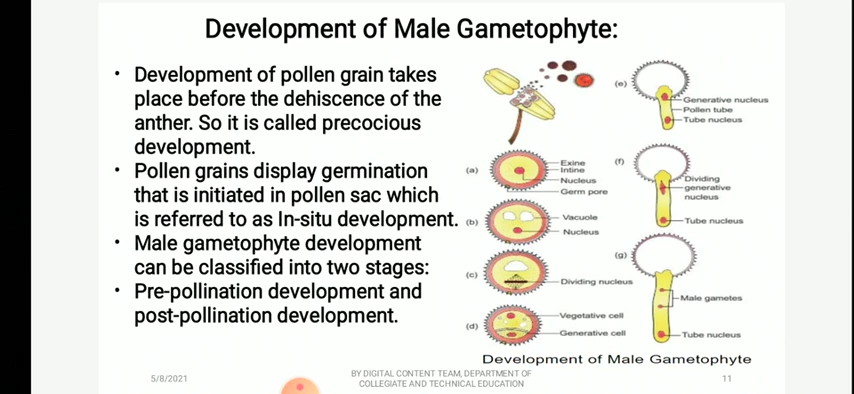 Development of Male Gametophyte:
• Development of pollen grain takes
place before the dehiscence of the
anther. So it is called precocious
development.
• Pollen grains display germination
that is initiated in pollen sac which
is referred to as In-situ development.
• Male gametophyte development
can be classified into two stages:
• Pre-pollination development and
post-pollination development.
(a)
Exine
Intine
Nucleus
Germ pore
(b)
Vacuole
Nucleus
(c)
Dividing nucleus
(d)
Vegetative cell
Generative cell
(e)
Generative nucleus
Pollen tube
Tube nucleus
(f)
Dividing
generative
nucleus
Tube nucleus
(g)
Male gametes
Tube nucleus
Development of Male Gametophyte
5/8/2021
BY DIGITAL CONTENT TEAM, DEPARTMENT OF
COLLEGIATE AND TECHNICAL EDUCATION
11